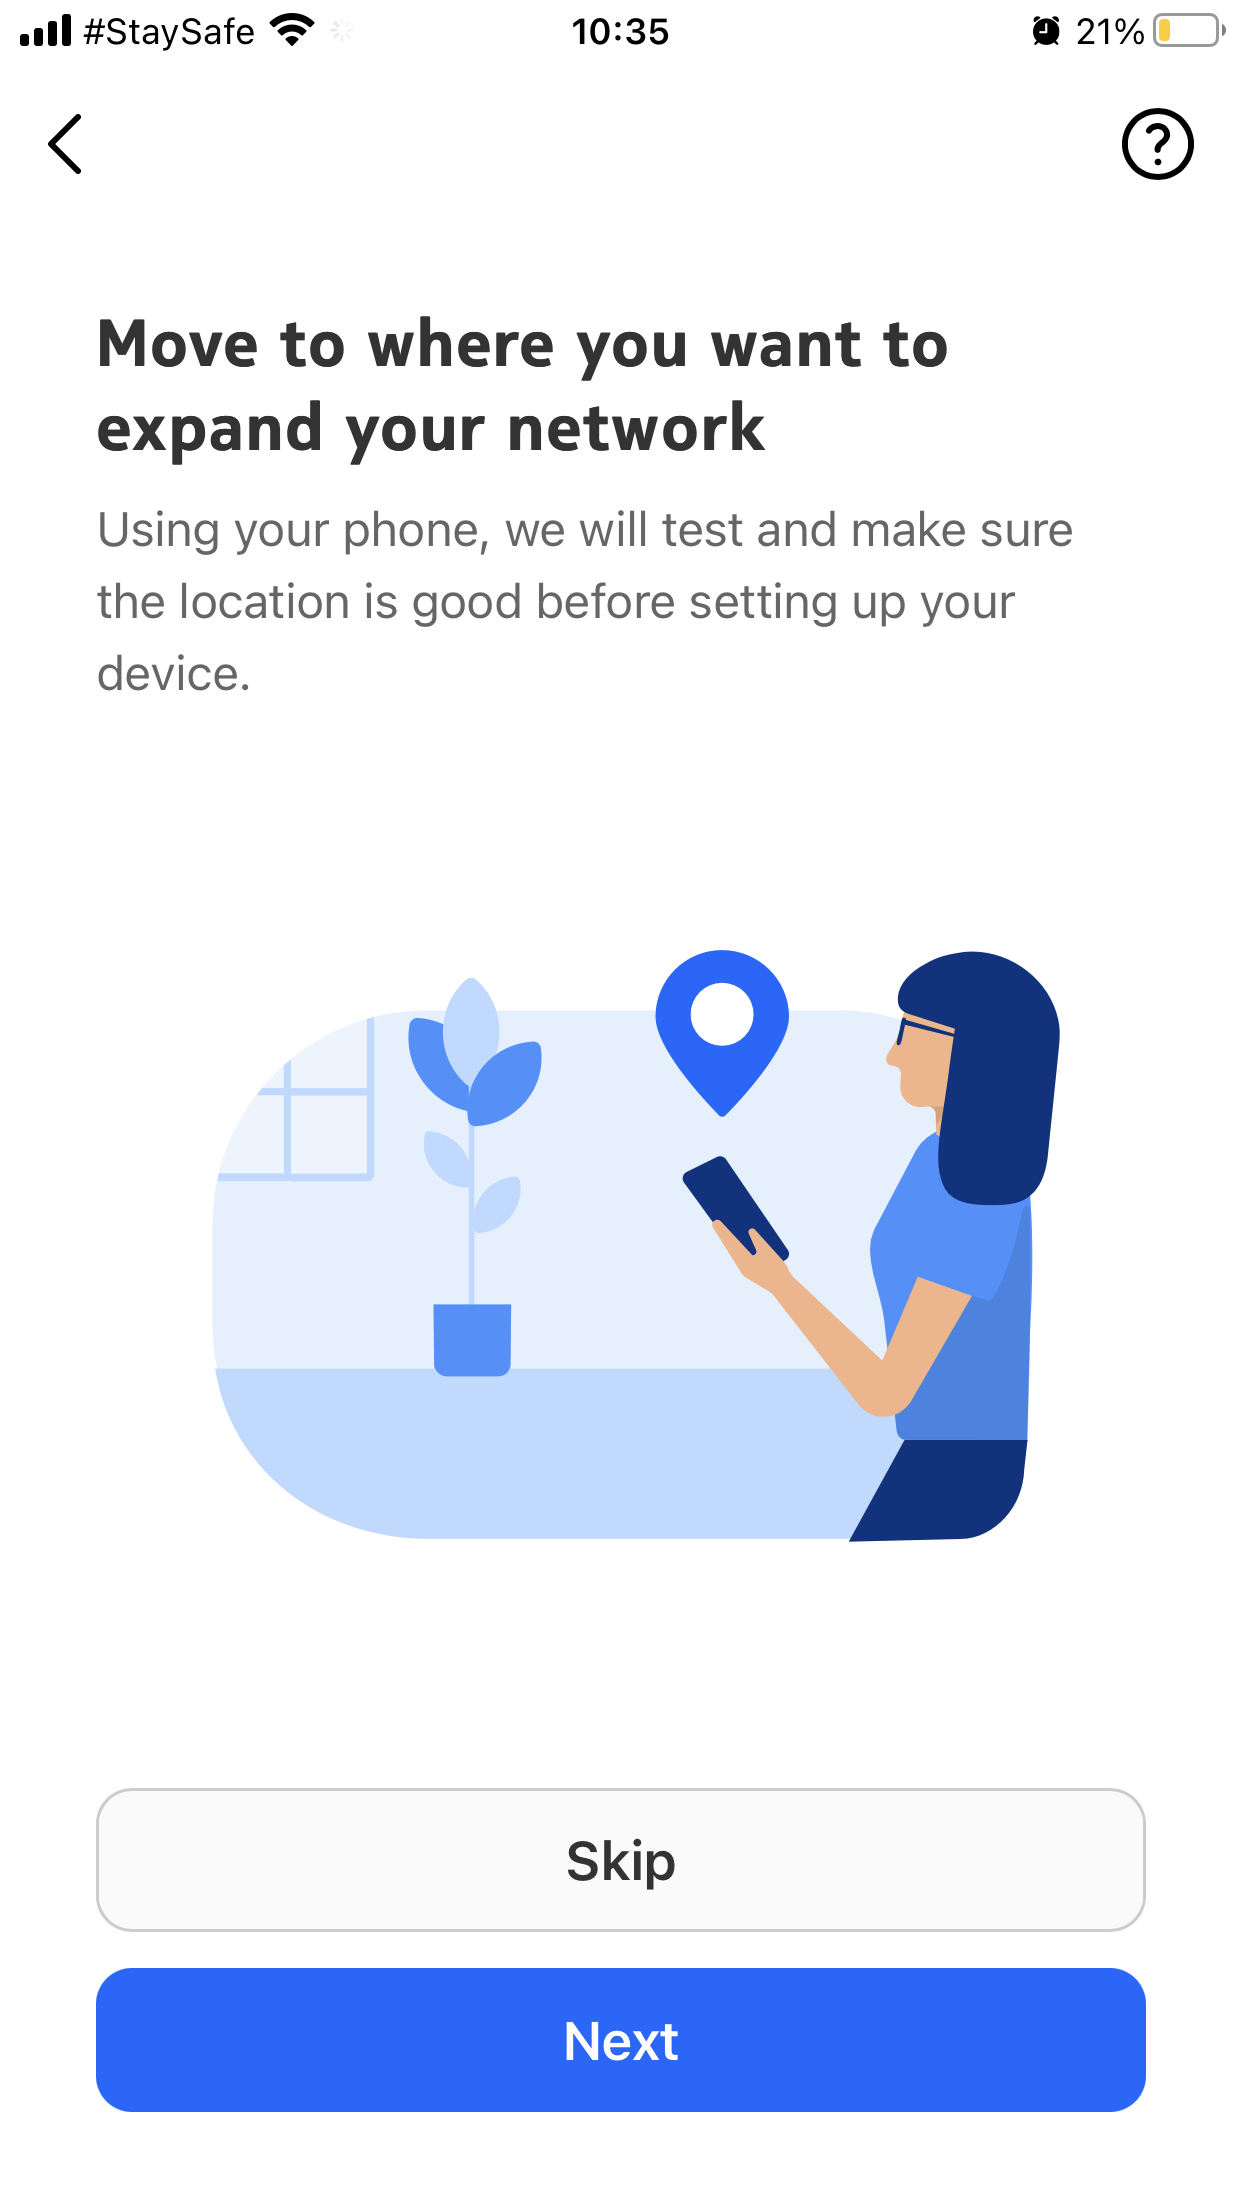 #StaySafe 10:35 21%
Move to where you want to
expand your network
Using your phone, we will test and make sure
the location is good before setting up your
device.
Skip
Next